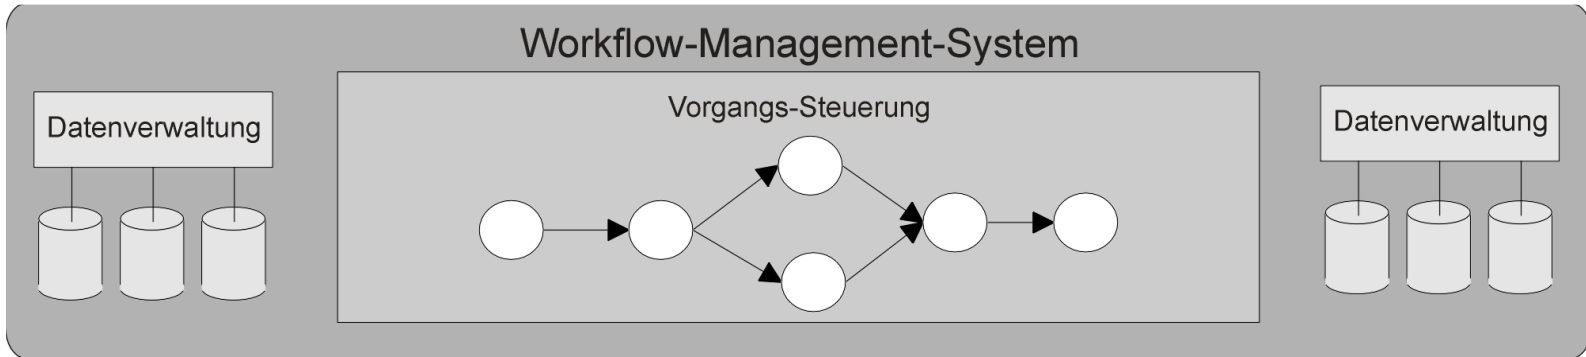 Workflow-Management-System
Datenverwaltung
Vorgangs-Steuerung
Datenverwaltung